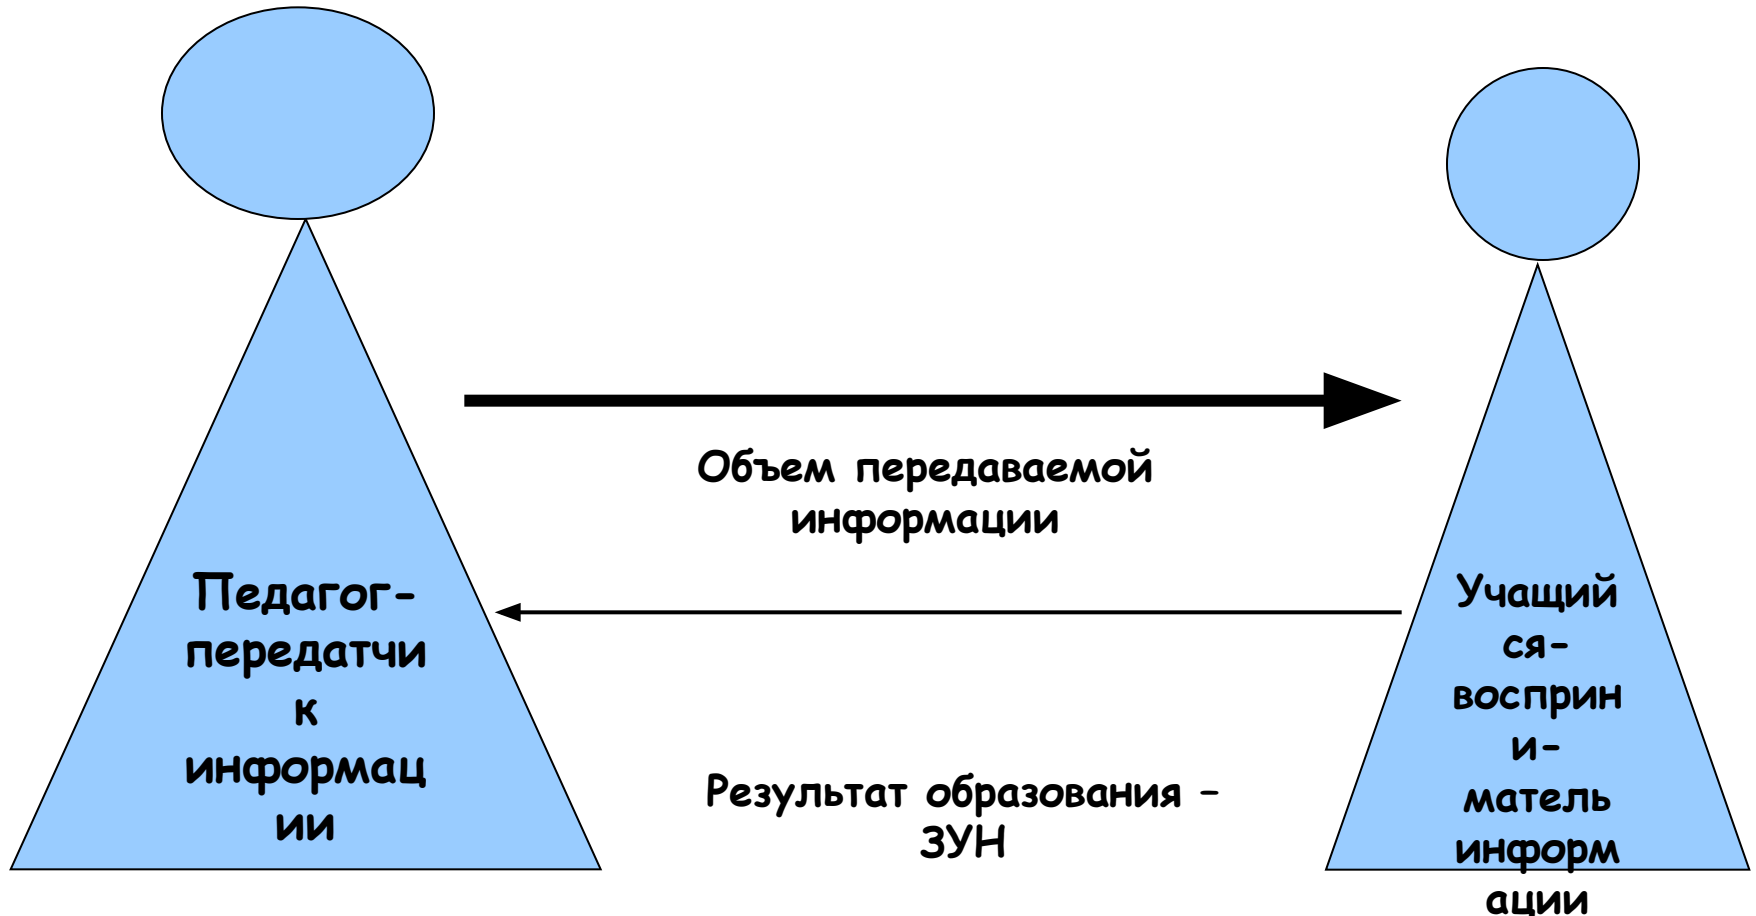 Объем передаваемой
информации
Педагог-
передатчи
к
информац
ии
Учащий
ся-
восприн
и-
матель
информ
ации
Результат образования –
ЗУН